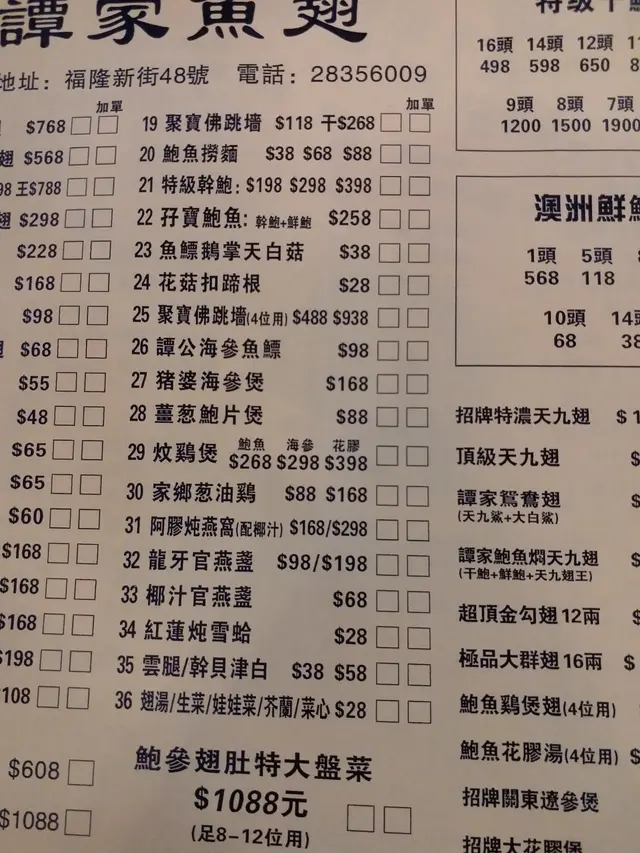 譚家魚翅
地址: 福隆新街48號 電話: 28356009
加單
加單
$768
翅 $568
98 王$788
翅 $298
$228
$168
$98
$68
$55
$48
$65
$65
$60
$168
$168
$168
$198
108
$608
$1088
19 聚寶佛跳墻 $118 干$268
20 鮑魚撈麵 $38 $68 $88
21 特級幹鮑: $198 $298 $398
22 孖寶鮑魚: 幹鮑+鮮鮑 $258
23 魚鰾鵝掌天白菇 $38
24 花菇扣蹄根 $28
25 聚寶佛跳墻(4位用) $488 $938
26 譚公海參魚鰾 $98
27 猪婆海參煲 $168
28 薑葱鮑片煲 $88
29 炆鷄煲 鮑魚 $268 海參 $298 花膠 $398
30 家鄉葱油鷄 $88 $168
31 阿膠炖燕窩(配椰汁) $168/$298
32 龍牙官燕盞 $98/$198
33 椰汁官燕盞 $68
34 紅蓮炖雪蛤 $28
35 雲腿/幹貝津白 $38 $58
36 翅湯/生菜/娃娃菜/芥蘭/菜心 $28
鮑參翅肚特大盤菜
$1088元
(足8-12位用)
特级干
16頭 14頭 12頭 1
498 598 650 8
9頭 8頭 7頭
1200 1500 1900
澳洲鮮
1頭 5頭
568 118
10頭 14
68 38
招牌特濃天九翅 $1
頂級天九翅 $
譚家鴛鴦翅 $
(天九鯊+大白鯊)
譚家鮑魚燜天九翅 $
(干鮑+鮮鮑+天九翅王)
超頂金勾翅12兩 $
極品大群翅16兩 $
鮑魚鷄煲翅(4位用)
鮑魚花膠湯(4位用) $
招牌關東遼參煲
招牌大花膠煲